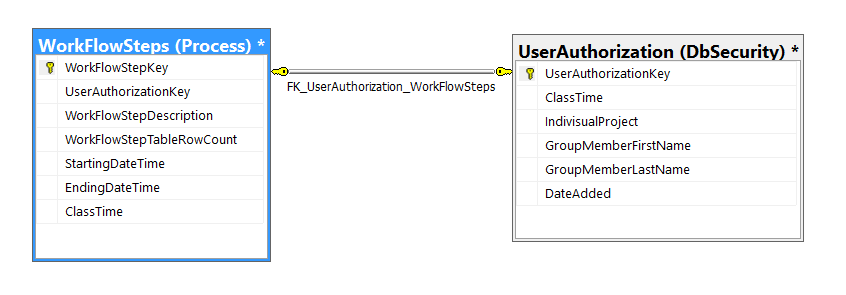 WorkFlowSteps (Process) *
WorkFlowStepKey
UserAuthorizationKey
WorkFlowStepDescription
WorkFlowStepTableRowCount
StartingDateTime
EndingDateTime
ClassTime
FK_UserAuthorization_WorkFlowSteps
UserAuthorization (DbSecurity) *
UserAuthorizationKey
ClassTime
IndivisualProject
GroupMemberFirstName
GroupMemberLastName
DateAdded